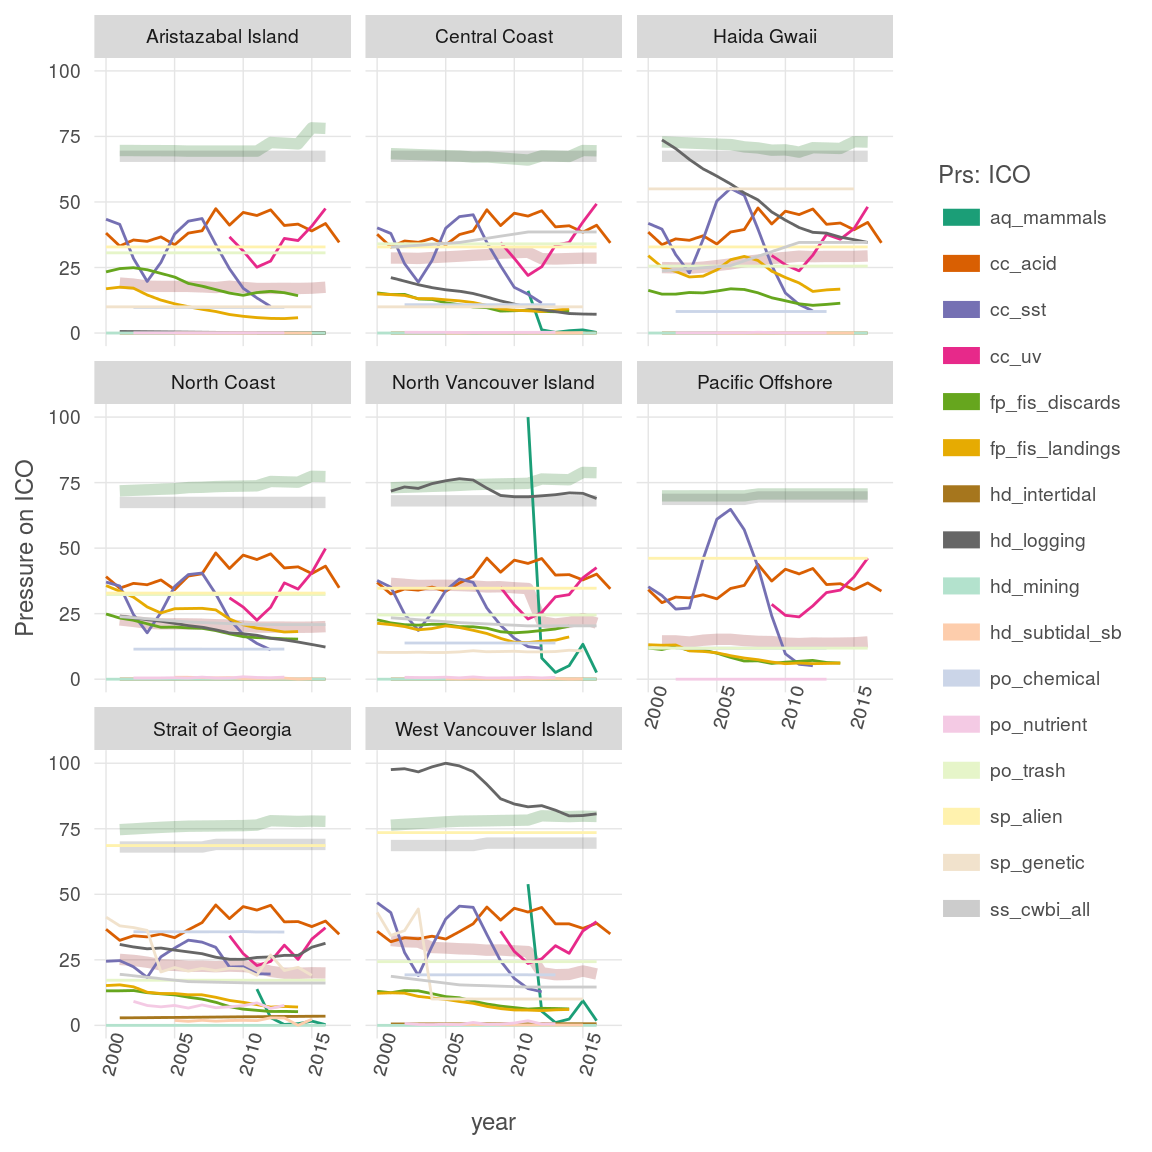 Aristazabal Island
Central Coast
Haida Gwaii
100
75
50
25
0
North Coast
North Vancouver Island
Pacific Offshore
100
75
50
25
0
2000
2005
2010
2015
Strait of Georgia
West Vancouver Island
100
75
50
25
0
2000
2005
2010
2015
2000
2005
2010
2015
year
Pressure on ICO
Prs: ICO
aq_mammals
cc_acid
cc_sst
cc_uv
fp_fis_discards
fp_fis_landings
hd_intertidal
hd_logging
hd_mining
hd_subtidal_sb
po_chemical
po_nutrient
po_trash
sp_alien
sp_genetic
ss_cwbi_all